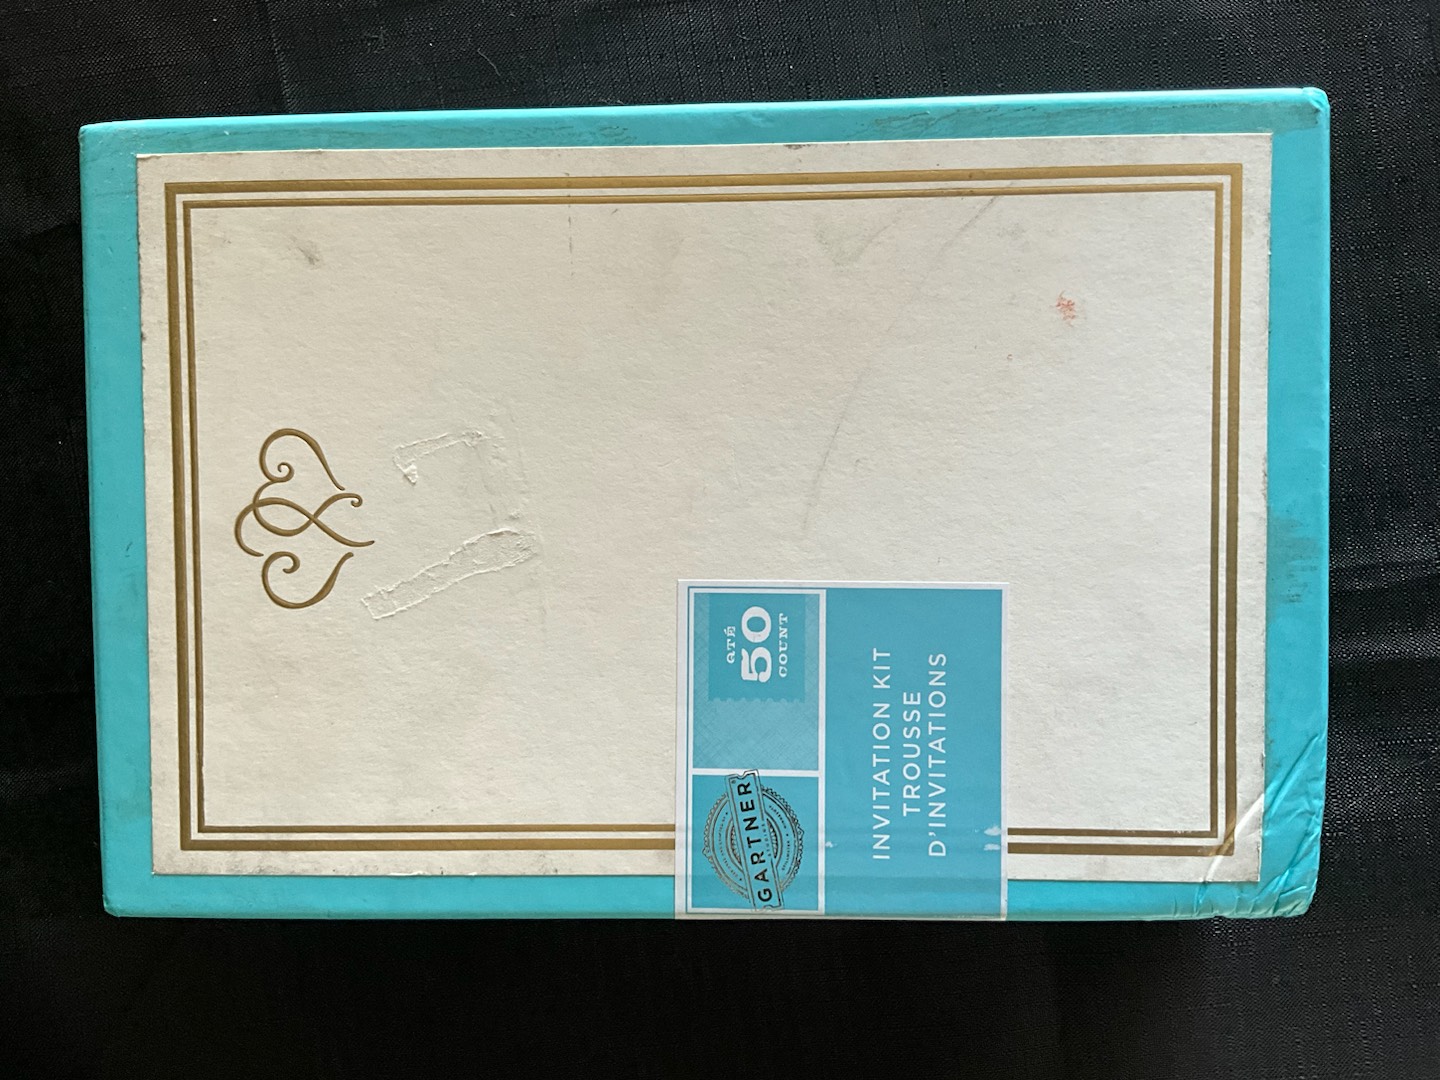 QTÉ
50
COUNT
GARTNER
INVITATION KIT
TROUSSE
D'INVITATIONS